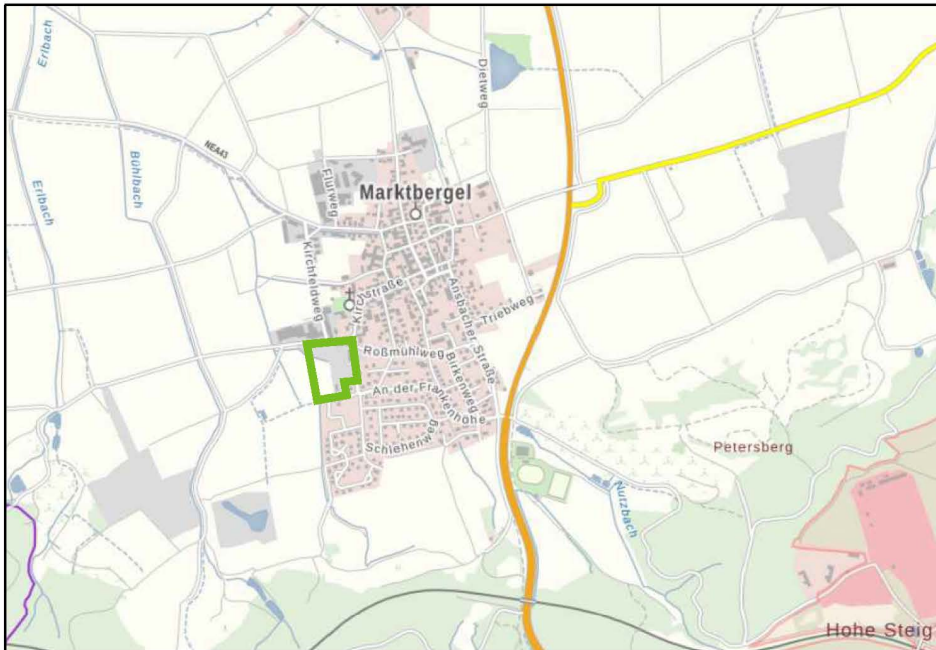 Erlbach
Dietweg
NEA43
Bühlbach
Erlbach
Flurweg
Marktbergel
Kirchfeldweg
Kirchstraße
Ansbacher Straße
Triebweg
Roßmühlweg
Birkenweg
An der Frankenhöhe
Schlehenweg
Petersberg
Nutzbach
Hohe Steig